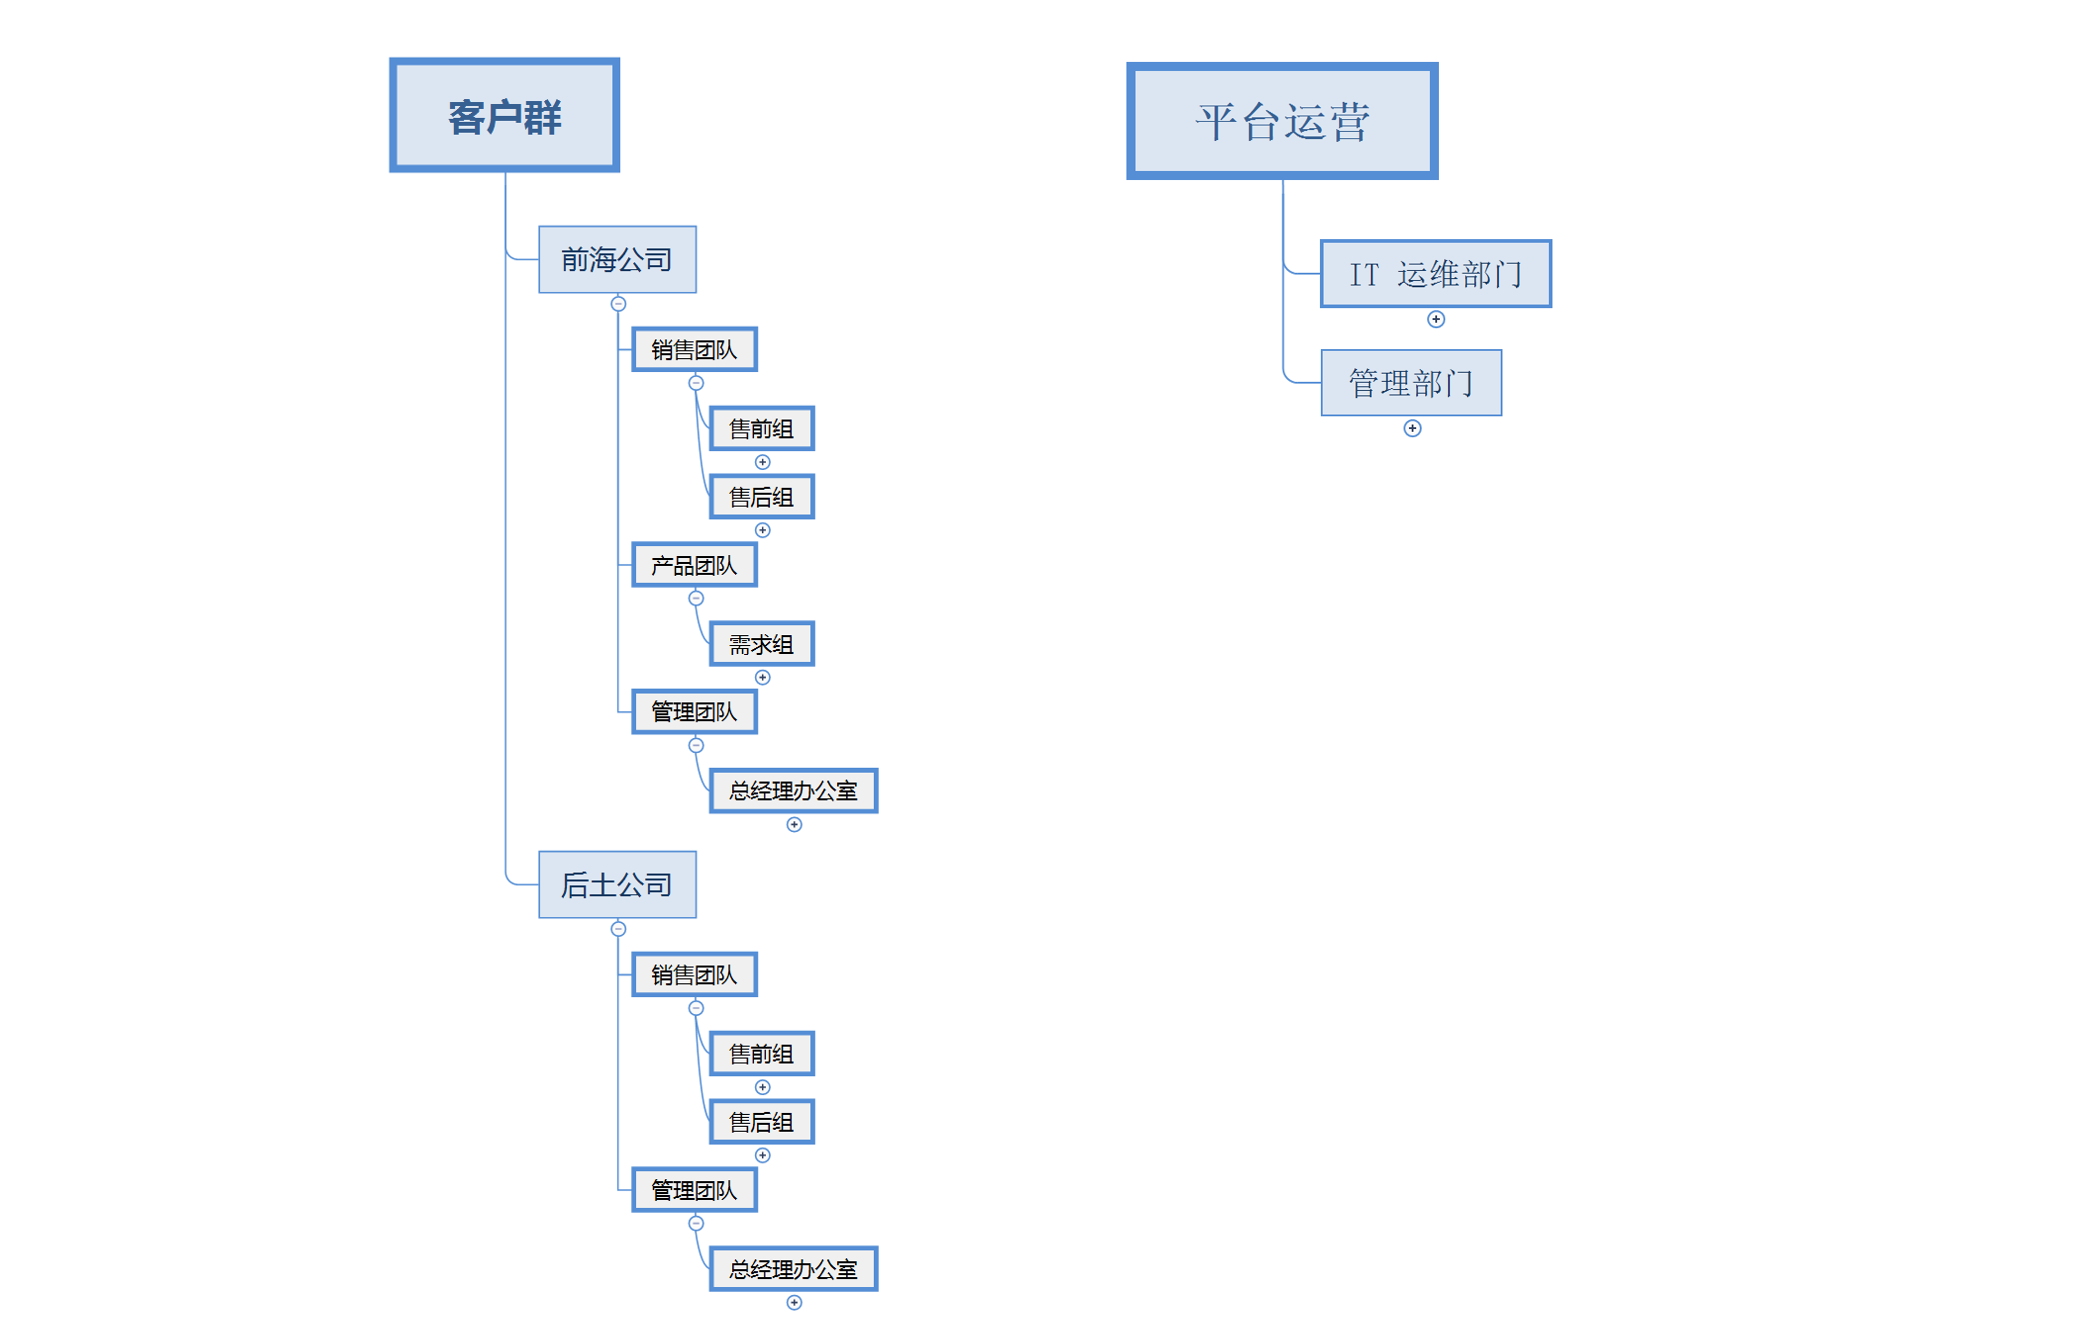 客户群
前海公司
销售团队
售前组
售后组
产品团队
需求组
管理团队
总经理办公室
后土公司
销售团队
售前组
售后组
管理团队
总经理办公室
平台运营
IT 运维部门
管理部门